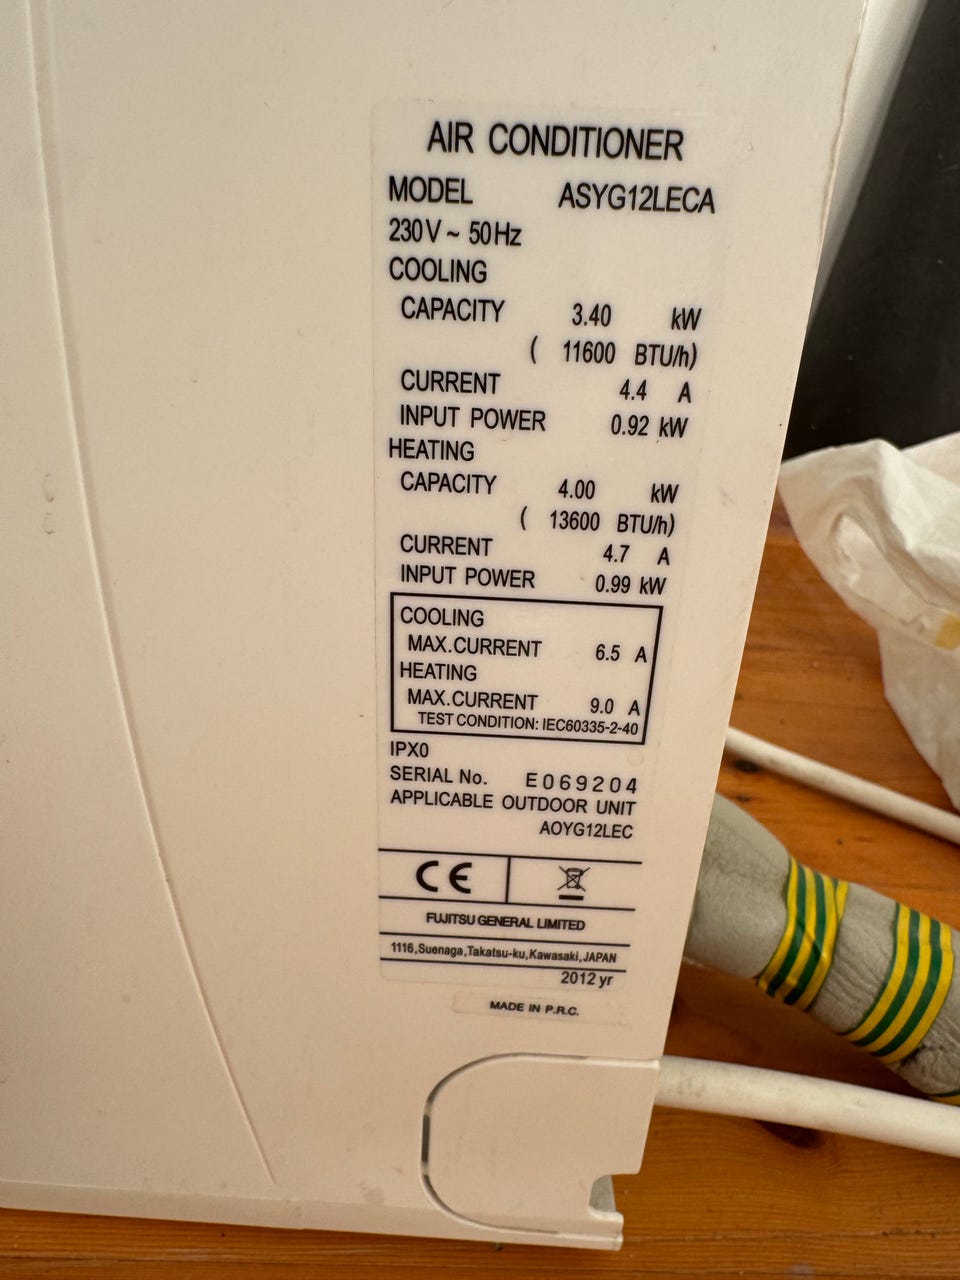 AIR CONDITIONER
MODEL ASYG12LECA
230V ~ 50Hz
COOLING
CAPACITY 3.40 kW
( 11600 BTU/h)
CURRENT 4.4 A
INPUT POWER 0.92 kW
HEATING
CAPACITY 4.00 kW
( 13600 BTU/h)
CURRENT 4.7 A
INPUT POWER 0.99 kW
COOLING
MAX.CURRENT 6.5 A
HEATING
MAX.CURRENT 9.0 A
TEST CONDITION: IEC60335-2-40
IPX0
SERIAL No. E069204
APPLICABLE OUTDOOR UNIT
AOYG12LEC
CE
FUJITSU GENERAL LIMITED
1116,Suenaga,Takatsu-ku,Kawasaki,JAPAN
2012 yr
MADE IN P.R.C.